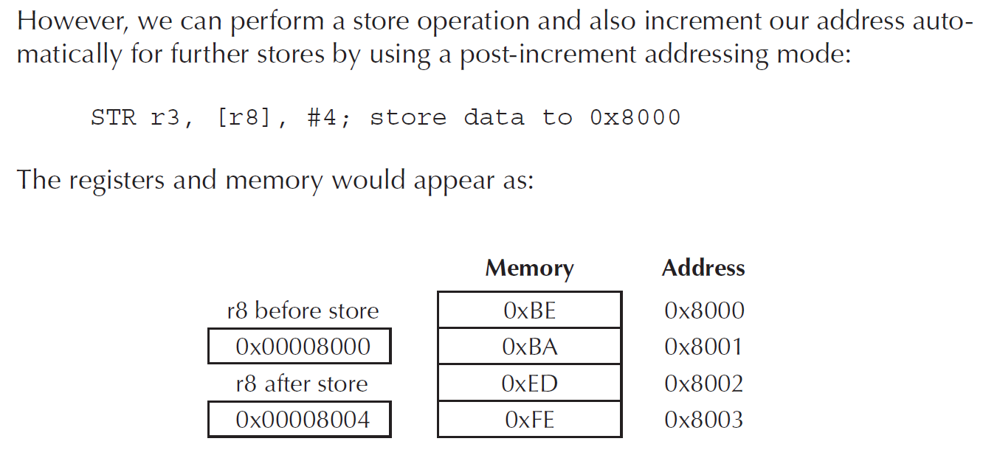 However, we can perform a store operation and also increment our address auto-
matically for further stores by using a post-increment addressing mode:
STR r3, [r8], #4; store data to 0x8000
The registers and memory would appear as:
Memory Address
r8 before store 0xBE 0x8000
0x00008000 0xBA 0x8001
r8 after store 0xED 0x8002
0x00008004 0xFE 0x8003